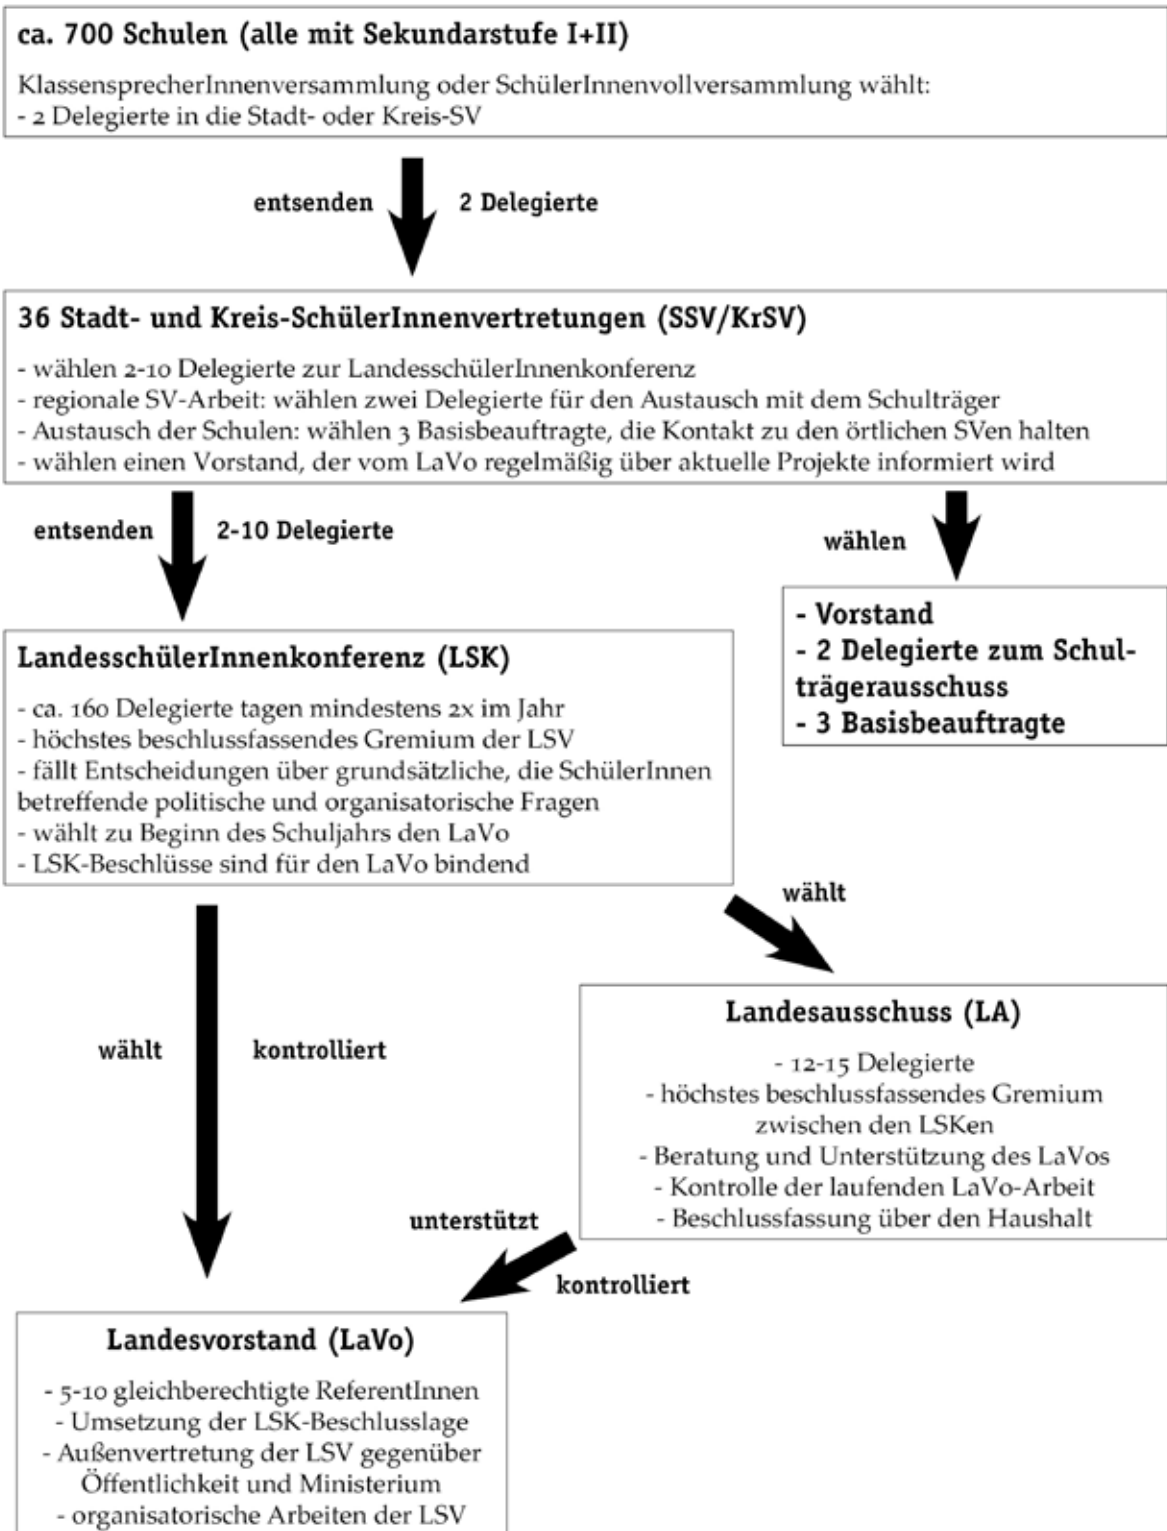 ca. 700 Schulen (alle mit Sekundarstufe I+II)
KlassensprecherInnenversammlung oder SchülerInnenvollversammlung wählt:
- 2 Delegierte in die Stadt- oder Kreis-SV
entsenden 2 Delegierte
36 Stadt- und Kreis-SchülerInnenvertretungen (SSV/KrSV)
- wählen 2-10 Delegierte zur LandesschülerInnenkonferenz
- regionale SV-Arbeit: wählen zwei Delegierte für den Austausch mit dem Schulträger
- Austausch der Schulen: wählen 3 Basisbeauftragte, die Kontakt zu den örtlichen SVen halten
- wählen einen Vorstand, der vom LaVo regelmäßig über aktuelle Projekte informiert wird
entsenden 2-10 Delegierte
wählen
- Vorstand
- 2 Delegierte zum Schul-
trägerausschuss
- 3 Basisbeauftragte
LandesschülerInnenkonferenz (LSK)
- ca. 160 Delegierte tagen mindestens 2x im Jahr
- höchstes beschlussfassendes Gremium der LSV
- fällt Entscheidungen über grundsätzliche, die SchülerInnen
betreffende politische und organisatorische Fragen
- wählt zu Beginn des Schuljahrs den LaVo
- LSK-Beschlüsse sind für den LaVo bindend
wählt
Landesausschuss (LA)
- 12-15 Delegierte
- höchstes beschlussfassendes Gremium
zwischen den LSKen
- Beratung und Unterstützung des LaVos
- Kontrolle der laufenden LaVo-Arbeit
- Beschlussfassung über den Haushalt
wählt kontrolliert
unterstützt
kontrolliert
Landesvorstand (LaVo)
- 5-10 gleichberechtigte ReferentInnen
- Umsetzung der LSK-Beschlusslage
- Außenvertretung der LSV gegenüber
Öffentlichkeit und Ministerium
- organisatorische Arbeiten der LSV